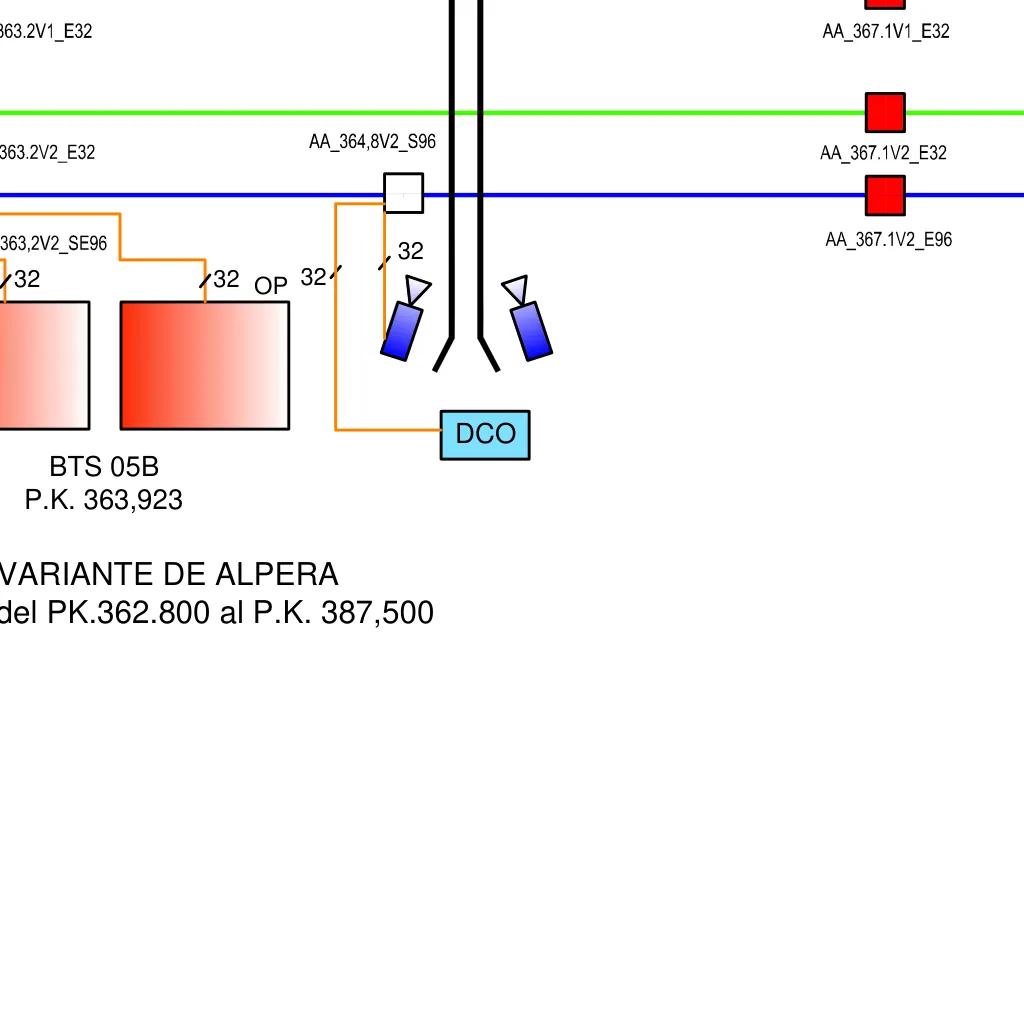 363.2V1_E32
AA_367.1V1_E32
AA_364,8V2_S96
363.2V2_E32
AA_367.1V2_E32
363,2V2_SE96
AA_367.1V2_E96
32
32
32
OP
32
DCO
BTS 05B
P.K. 363,923
VARIANTE DE ALPERA
del PK.362.800 al P.K. 387,500